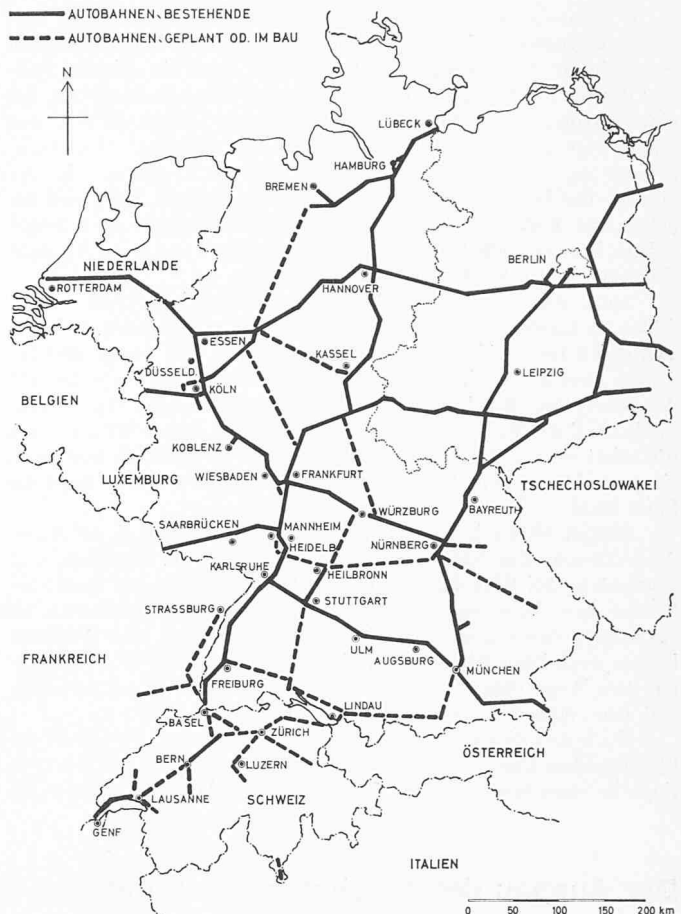 AUTOBAHNEN, BESTEHENDE
AUTOBAHNEN, GEPLANT OD. IM BAU
N
LÜBECK
HAMBURG
BREMEN
NIEDERLANDE
BERLIN
ROTTERDAM
HANNOVER
ESSEN
KASSEL
DÜSSELD.
LEIPZIG
KÖLN
BELGIEN
KOBLENZ
LUXEMBURG
WIESBADEN
FRANKFURT
TSCHECHOSLOWAKEI
WÜRZBURG
BAYREUTH
SAARBRÜCKEN
MANNHEIM
HEIDELB.
NÜRNBERG
KARLSRUHE
HEILBRONN
STUTTGART
STRASSBURG
ULM
AUGSBURG
FRANKREICH
FREIBURG
MÜNCHEN
LINDAU
BASEL
ZÜRICH
ÖSTERREICH
BERN
LUZERN
LAUSANNE
SCHWEIZ
GENF
ITALIEN
0 50 100 150 200 km